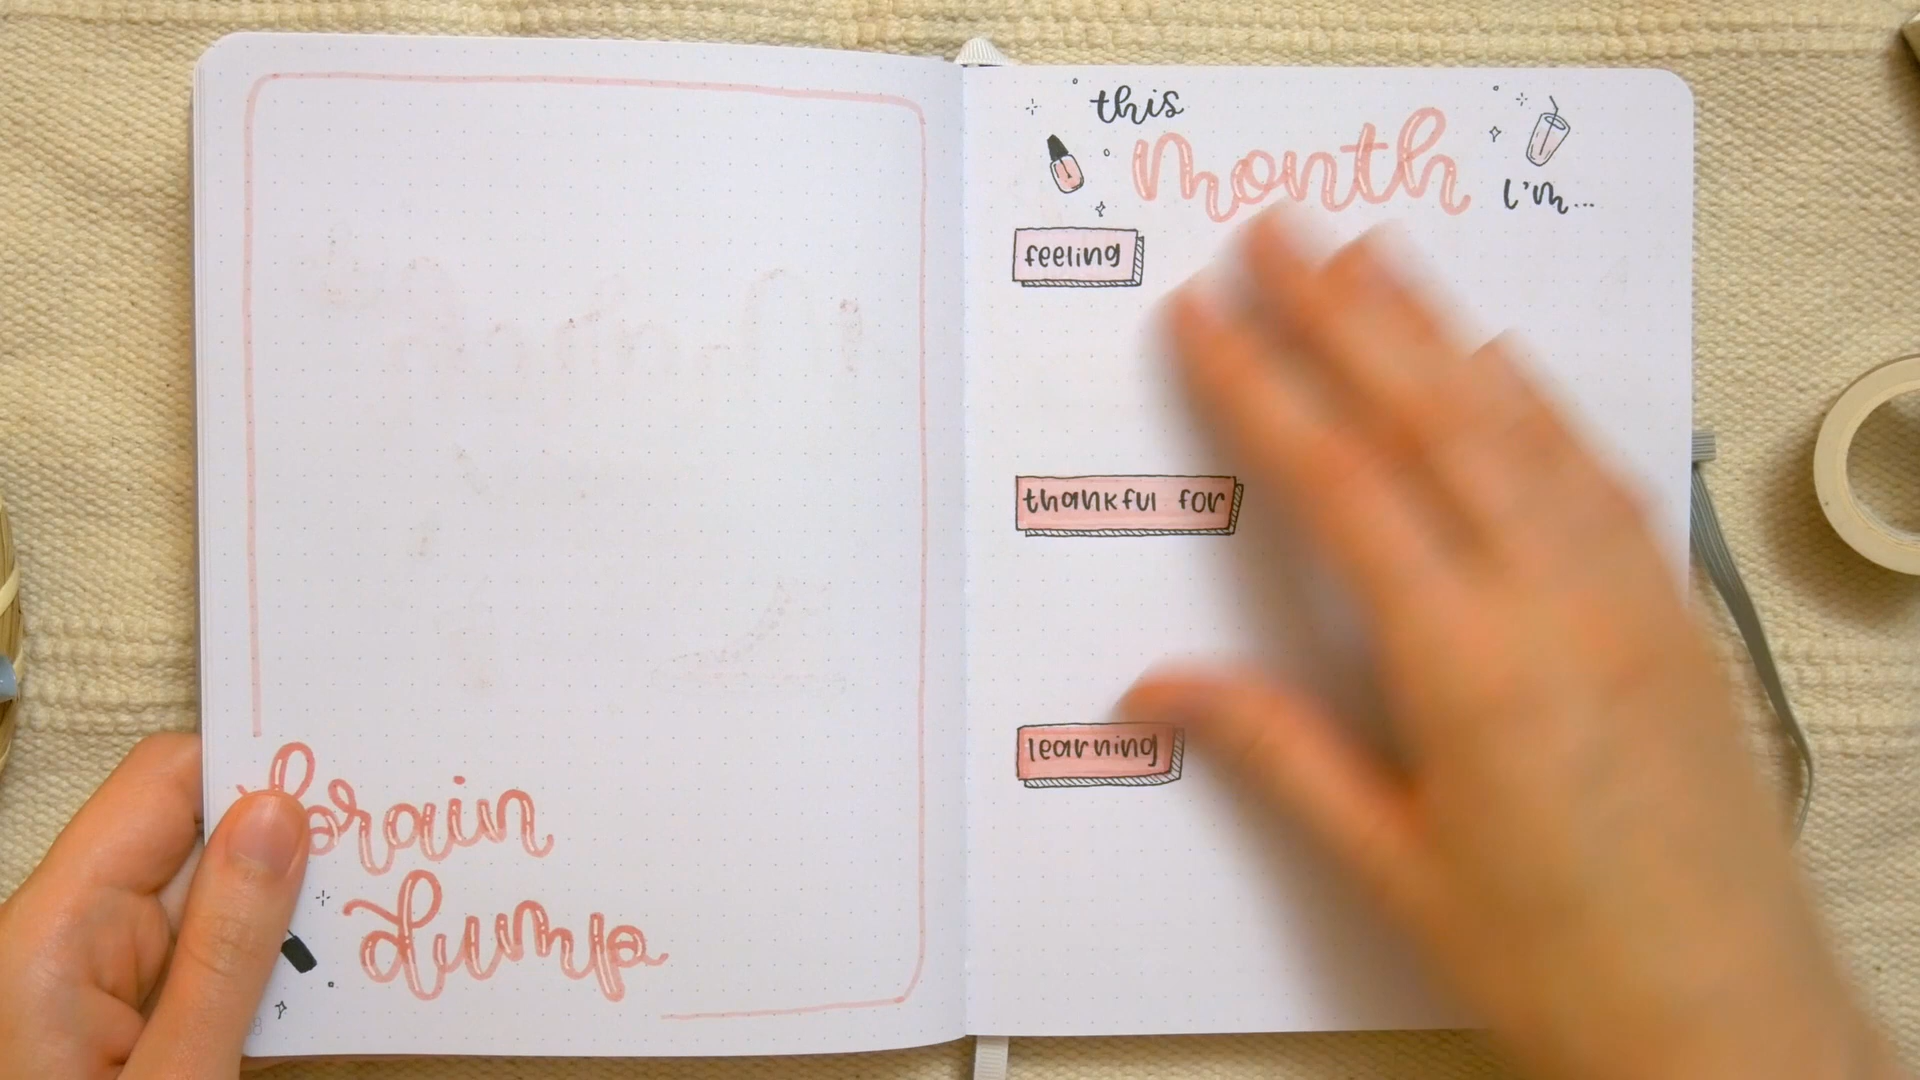 brain
dump
this
month
I'm...
feeling
thankful for
learning